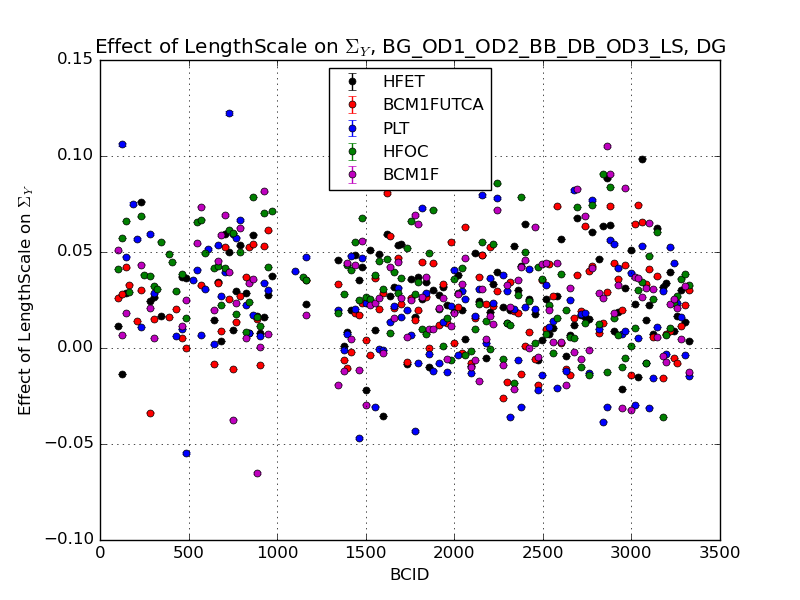 Effect of LengthScale on Σ_Y, BG_OD1_OD2_BB_DB_OD3_LS, DG
HFET
BCM1FUTCA
PLT
HFOC
BCM1F
Effect of LengthScale on Σ_Y
0.15
0.10
0.05
0.00
−0.05
−0.10
0 500 1000 1500 2000 2500 3000 3500
BCID